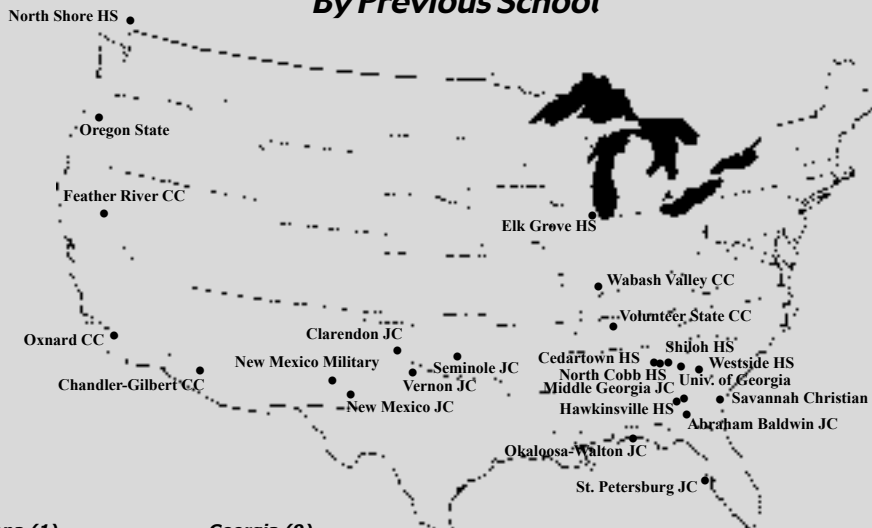 By Previous School
North Shore HS
Oregon State
Feather River CC
Elk Grove HS
Wabash Valley CC
Volunteer State CC
Oxnard CC
Clarendon JC
Shiloh HS
Cedartown HS
New Mexico Military
Seminole JC
Westside HS
North Cobb HS
Chandler-Gilbert CC
Vernon JC
Univ. of Georgia
Middle Georgia JC
New Mexico JC
Savannah Christian
Hawkinsville HS
Abraham Baldwin JC
Okaloosa-Walton JC
St. Petersburg JC